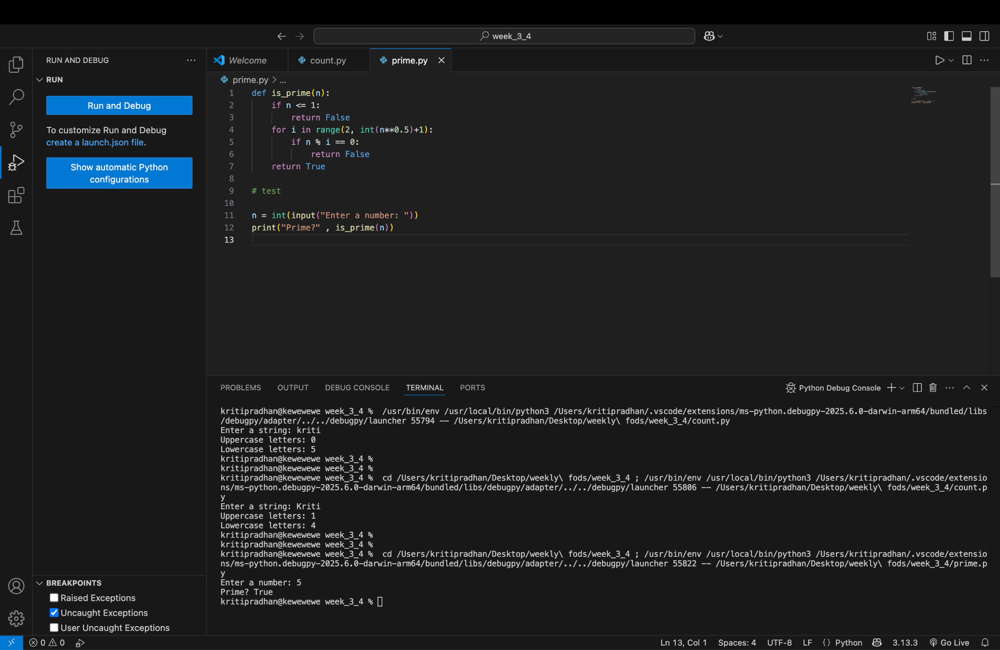 week_3_4
RUN AND DEBUG
RUN
Run and Debug
To customize Run and Debug
create a launch.json file.
Show automatic Python
configurations
Welcome
count.py
prime.py
prime.py > ...
1 def is_prime(n):
2     if n <= 1:
3         return False
4     for i in range(2, int(n**0.5)+1):
5         if n % i == 0:
6             return False
7     return True
8
9 # test
10
11 n = int(input("Enter a number: "))
12 print("Prime?" , is_prime(n))
13
PROBLEMS OUTPUT DEBUG CONSOLE TERMINAL PORTS
Python Debug Console
kritipradhan@kewewewe week_3_4 %  /usr/bin/env /usr/local/bin/python3 /Users/kritipradhan/.vscode/extensions/ms-python.debugpy-2025.6.0-darwin-arm64/bundled/libs
/debugpy/adapter/../../debugpy/launcher 55794 -- /Users/kritipradhan/Desktop/weekly\ fods/week_3_4/count.py
Enter a string: kriti
Uppercase letters: 0
Lowercase letters: 5
kritipradhan@kewewewe week_3_4 %
kritipradhan@kewewewe week_3_4 %
kritipradhan@kewewewe week_3_4 %  cd /Users/kritipradhan/Desktop/weekly\ fods/week_3_4 ; /usr/bin/env /usr/local/bin/python3 /Users/kritipradhan/.vscode/extensio
ns/ms-python.debugpy-2025.6.0-darwin-arm64/bundled/libs/debugpy/adapter/../../debugpy/launcher 55806 -- /Users/kritipradhan/Desktop/weekly\ fods/week_3_4/count.p
y
Enter a string: Kriti
Uppercase letters: 1
Lowercase letters: 4
kritipradhan@kewewewe week_3_4 %
kritipradhan@kewewewe week_3_4 %
kritipradhan@kewewewe week_3_4 %  cd /Users/kritipradhan/Desktop/weekly\ fods/week_3_4 ; /usr/bin/env /usr/local/bin/python3 /Users/kritipradhan/.vscode/extensio
ns/ms-python.debugpy-2025.6.0-darwin-arm64/bundled/libs/debugpy/adapter/../../debugpy/launcher 55822 -- /Users/kritipradhan/Desktop/weekly\ fods/week_3_4/prime.p
y
Enter a number: 5
Prime? True
kritipradhan@kewewewe week_3_4 %
BREAKPOINTS
Raised Exceptions
Uncaught Exceptions
User Uncaught Exceptions
0 0
Ln 13, Col 1 Spaces: 4 UTF-8 LF {} Python 3.13.3 Go Live